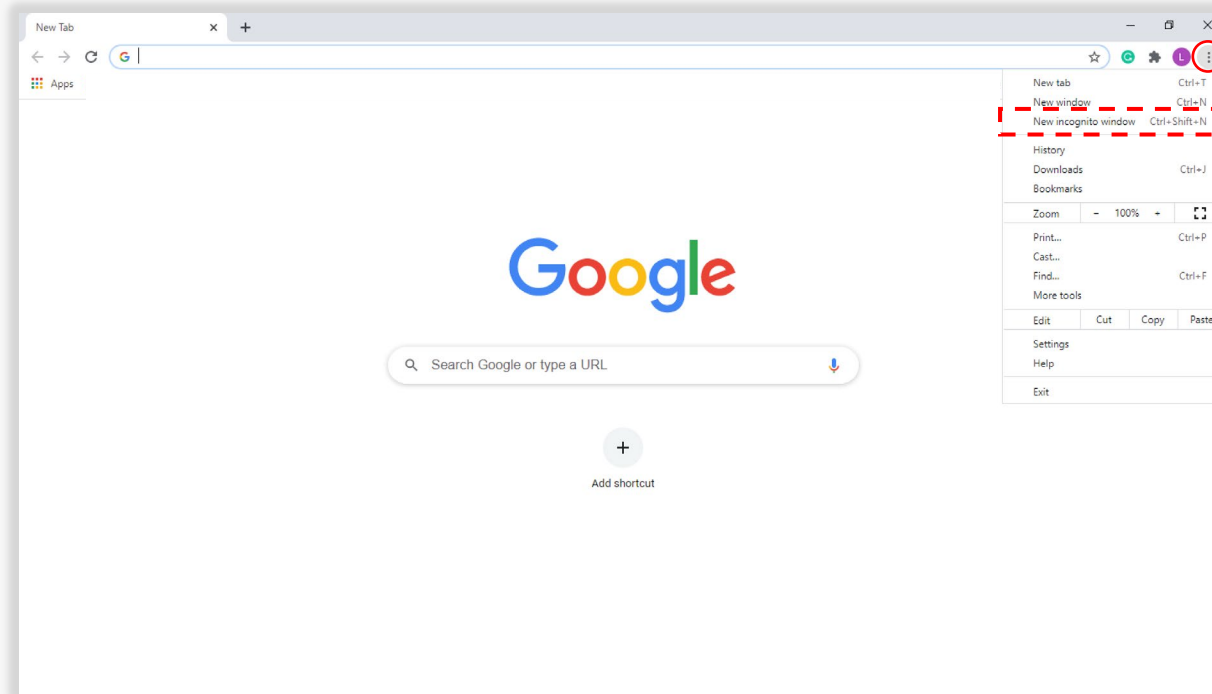 New Tab
G
Apps
L
New tab Ctrl+T
New window Ctrl+N
New incognito window Ctrl+Shift+N
History
Downloads Ctrl+J
Bookmarks
Zoom - 100% +
Print... Ctrl+P
Cast...
Find... Ctrl+F
More tools
Edit Cut Copy Paste
Settings
Help
Exit
Google
Search Google or type a URL
Add shortcut